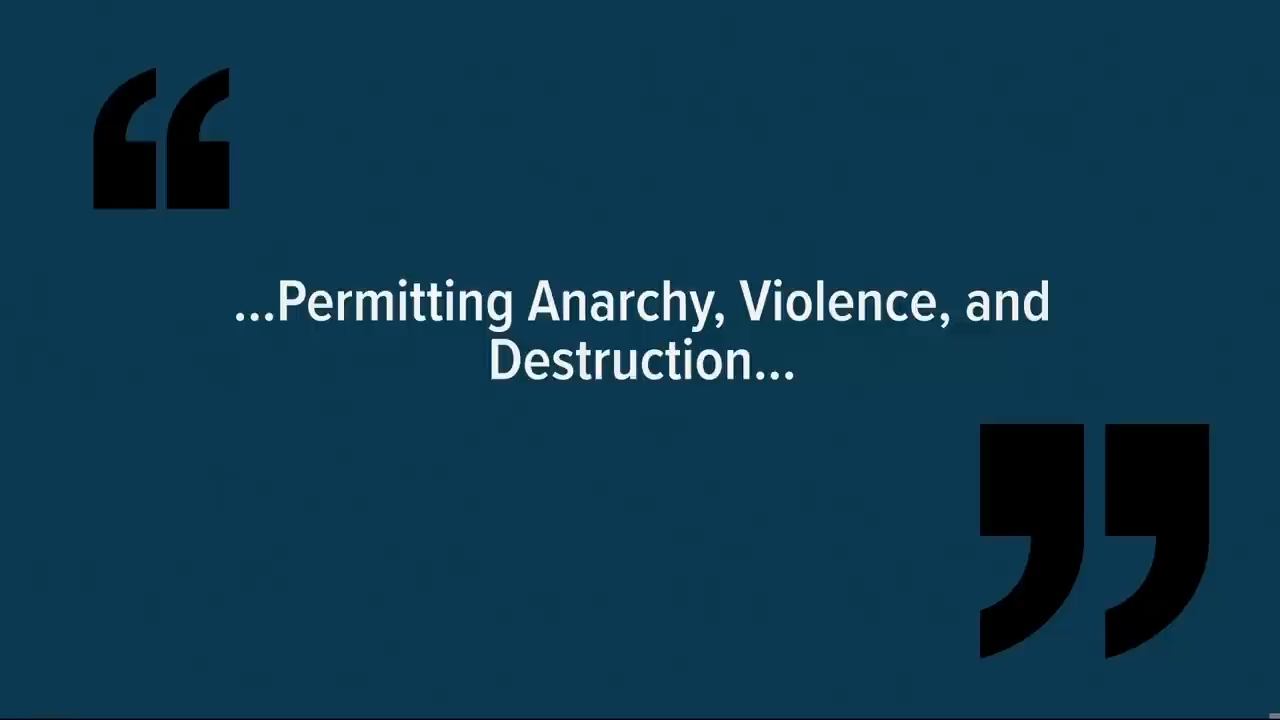 “
...Permitting Anarchy, Violence, and
Destruction...
”